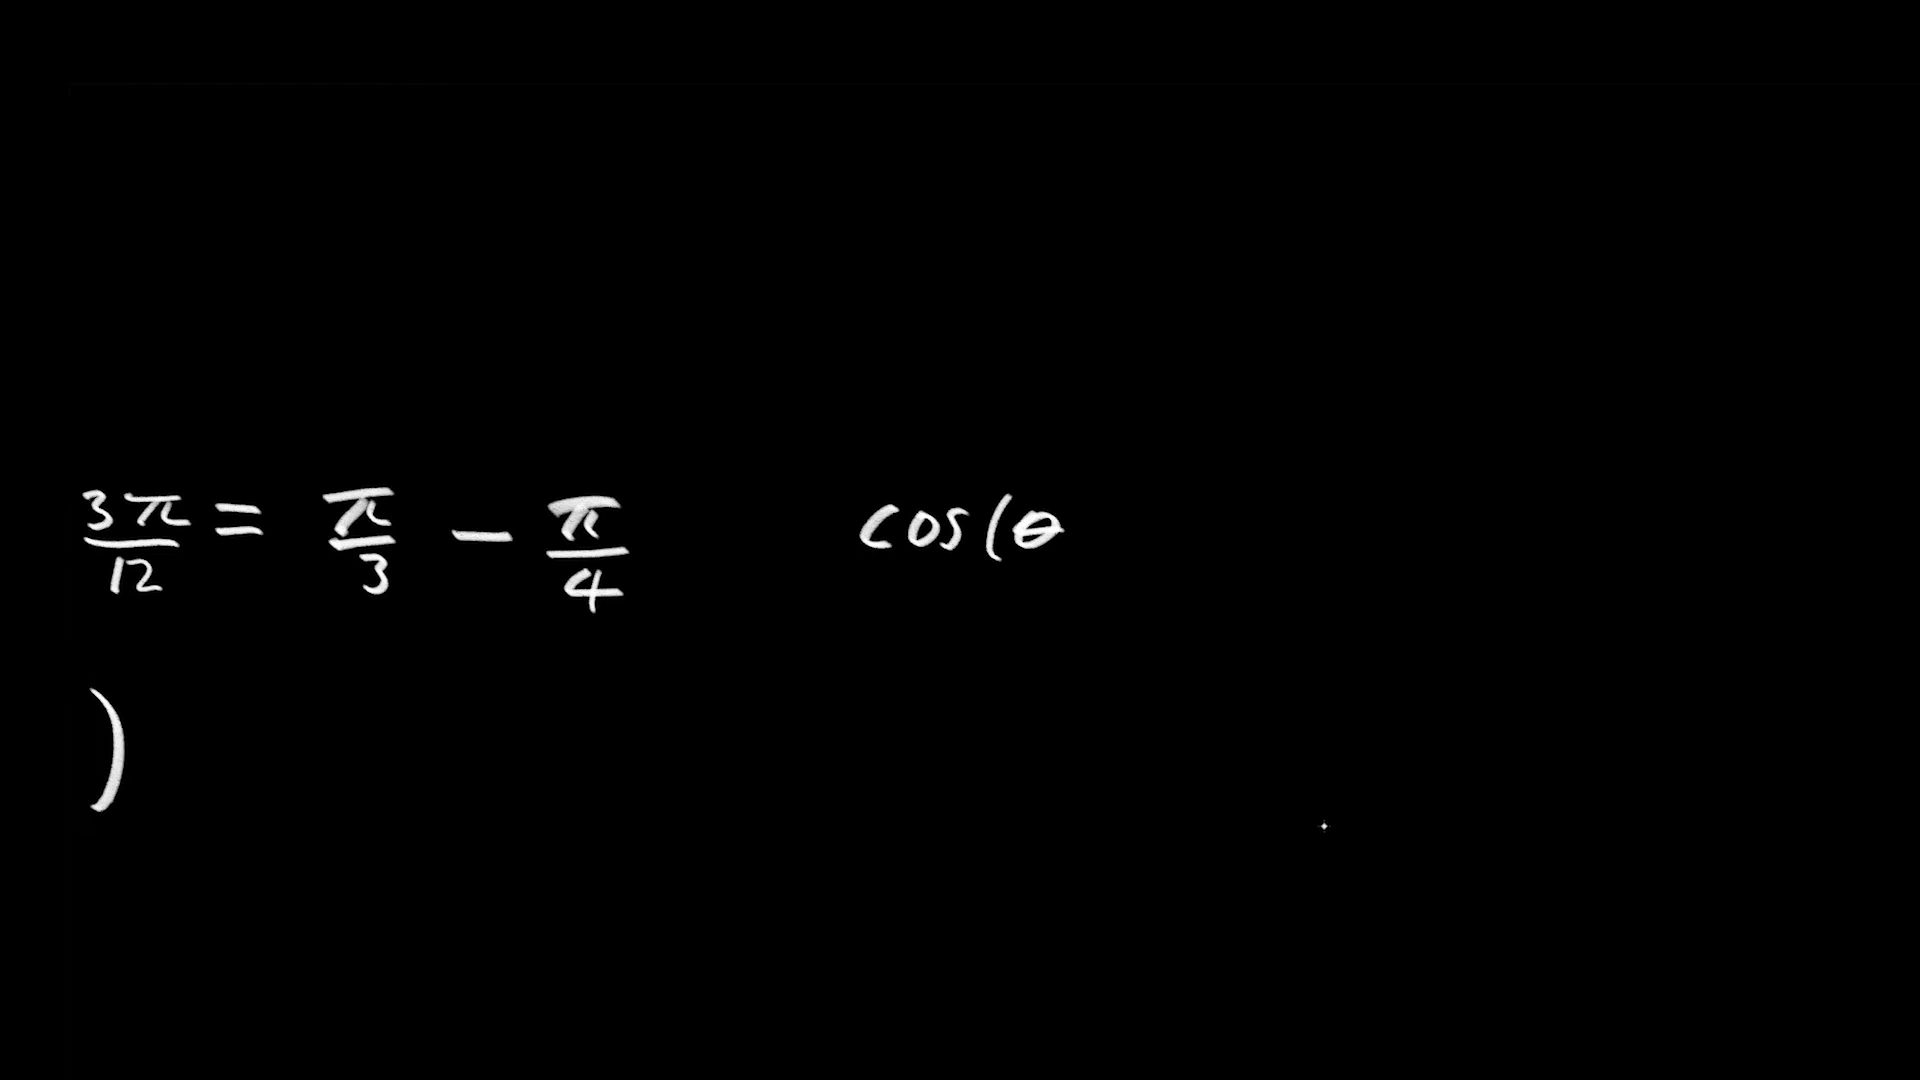 3π/12 = π/3 − π/4 cos(θ
)